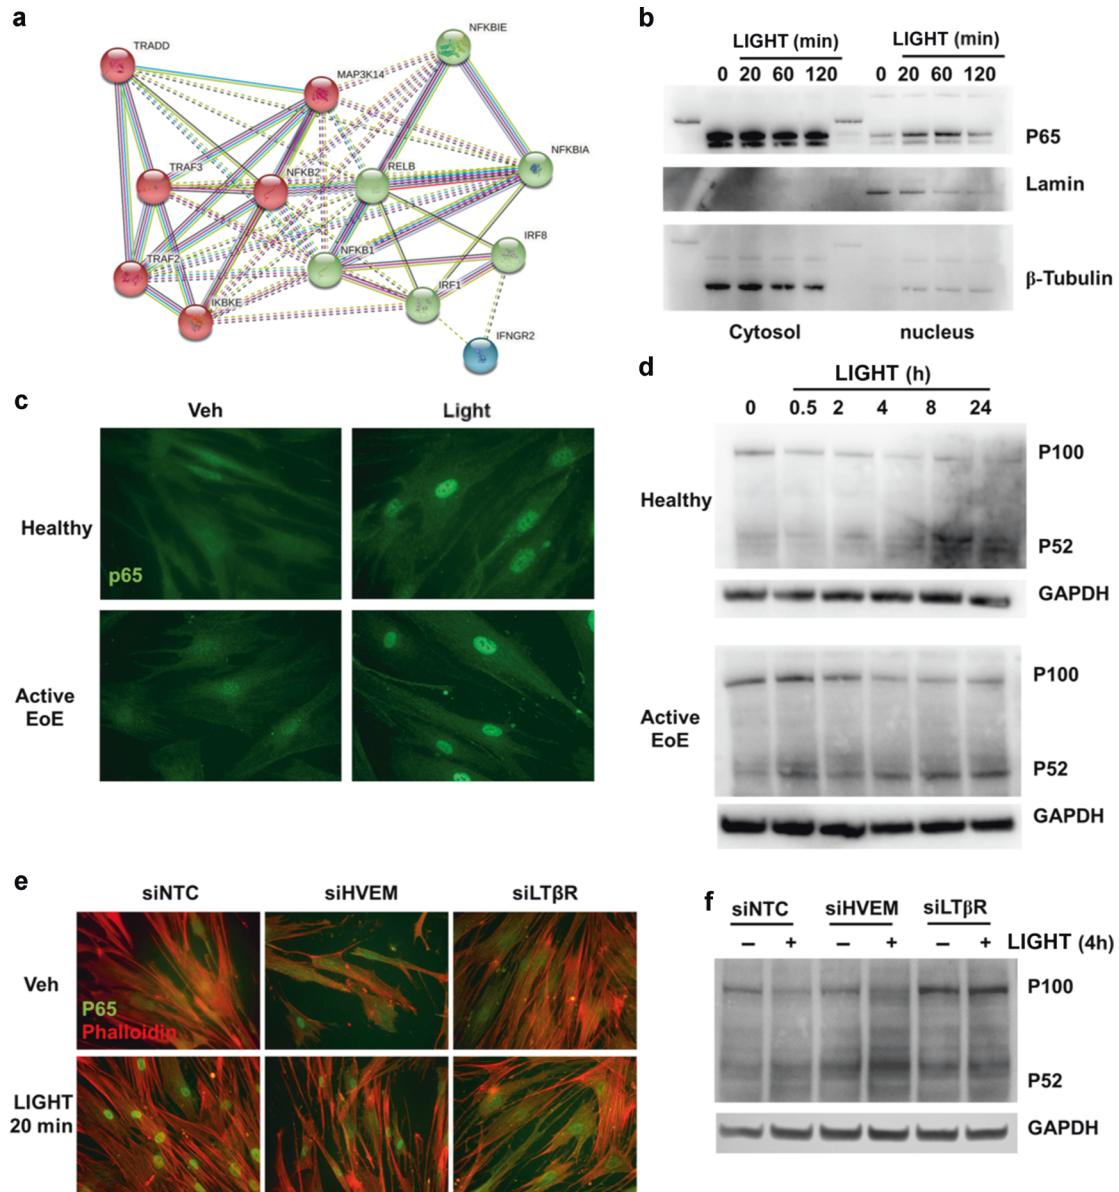 a
TRADD
NFKBIE
MAP3K14
NFKBIA
TRAF3
NFKB2
RELB
IRF8
TRAF2
NFKB1
IRF1
IKBKE
IFNGR2
b
LIGHT (min) LIGHT (min)
0 20 60 120 0 20 60 120
P65
Lamin
β-Tubulin
Cytosol nucleus
c
Veh Light
Healthy
p65
Active
EoE
d
LIGHT (h)
0 0.5 2 4 8 24
P100
Healthy
P52
GAPDH
P100
Active
EoE
P52
GAPDH
e
siNTC siHVEM siLTβR
Veh
P65
Phalloidin
LIGHT
20 min
f
siNTC siHVEM siLTβR
– + – + – + LIGHT (4h)
P100
P52
GAPDH